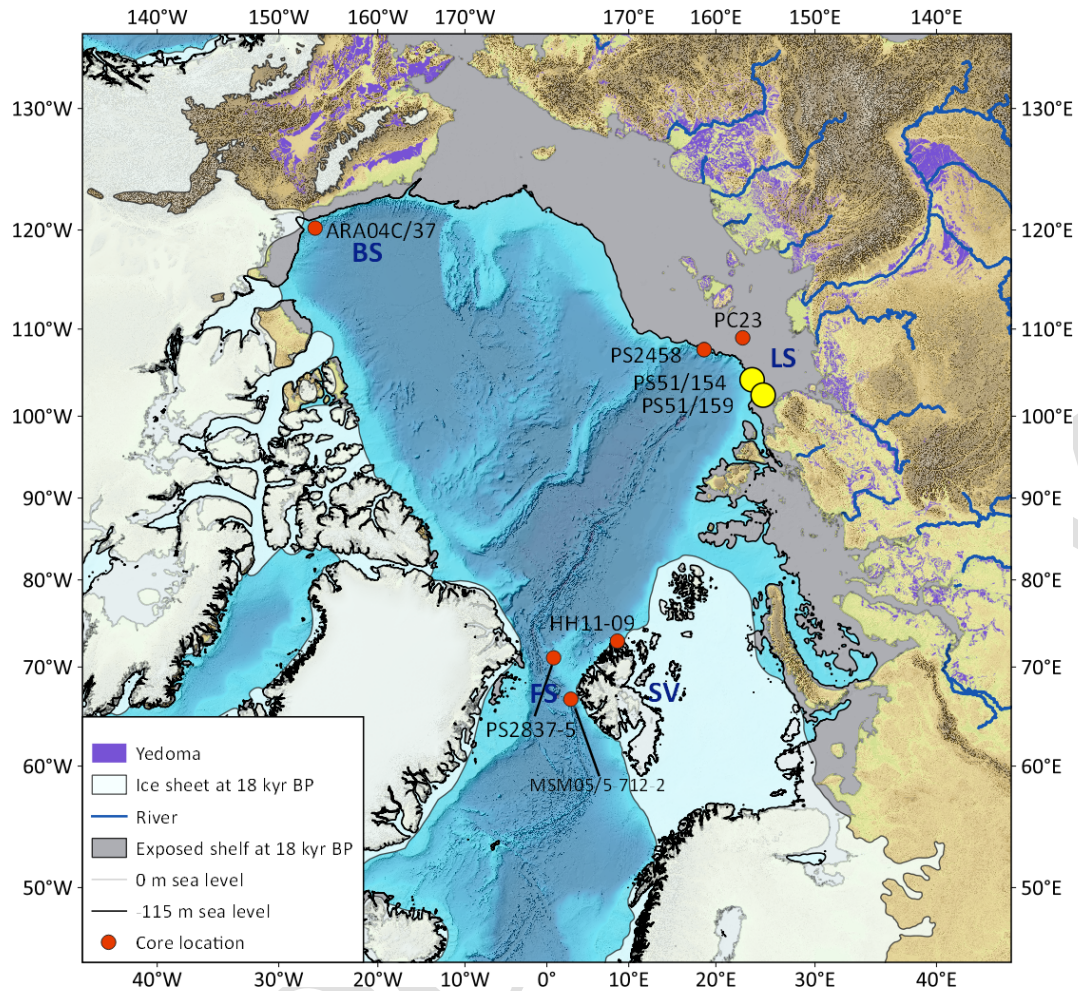 140°W 150°W 160°W 170°W 170°E 160°E 150°E 140°E
130°W 130°E
120°W 120°E
ARA04C/37
BS
110°W 110°E
PC23
PS2458
LS
PS51/154
PS51/159
100°W 100°E
90°W 90°E
80°W 80°E
HH11-09
70°W 70°E
FS SV
PS2837-5
MSM05/5-712-2
60°W 60°E
50°W 50°E
Yedoma
Ice sheet at 18 kyr BP
River
Exposed shelf at 18 kyr BP
0 m sea level
-115 m sea level
Core location
40°W 30°W 20°W 10°W 0° 10°E 20°E 30°E 40°E